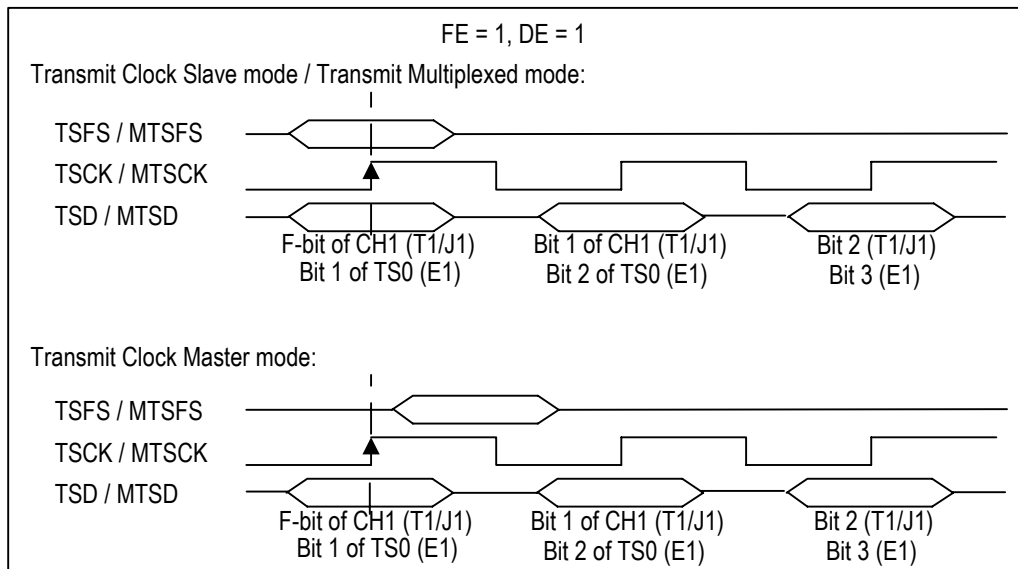 FE = 1, DE = 1
Transmit Clock Slave mode / Transmit Multiplexed mode:
TSFS / MTSFS
TSCK / MTSCK
TSD / MTSD
F-bit of CH1 (T1/J1) Bit 1 of CH1 (T1/J1) Bit 2 (T1/J1)
Bit 1 of TS0 (E1) Bit 2 of TS0 (E1) Bit 3 (E1)
Transmit Clock Master mode:
TSFS / MTSFS
TSCK / MTSCK
TSD / MTSD
F-bit of CH1 (T1/J1) Bit 1 of CH1 (T1/J1) Bit 2 (T1/J1)
Bit 1 of TS0 (E1) Bit 2 of TS0 (E1) Bit 3 (E1)